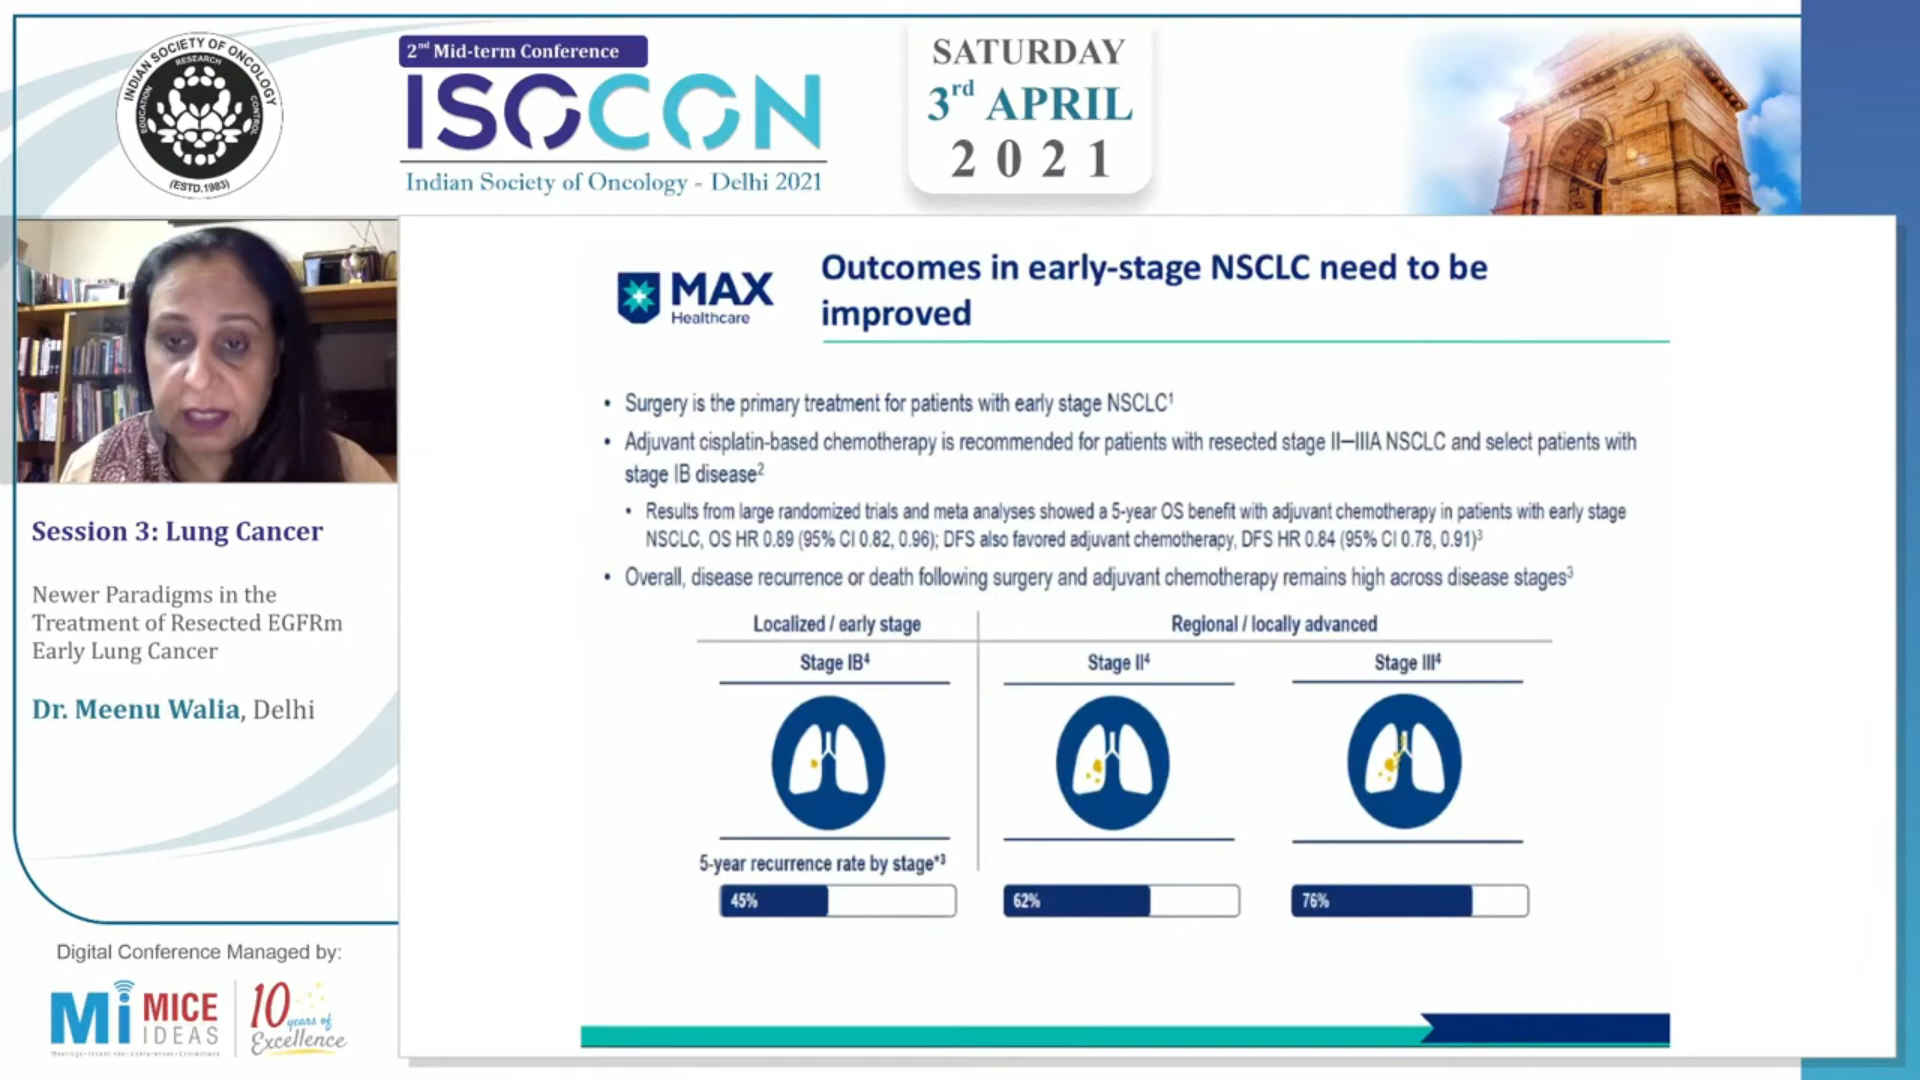 INDIAN SOCIETY OF ONCOLOGY
RESEARCH
EDUCATION
CONTROL
(ESTD.1983)
2nd Mid-term Conference
ISOCON
Indian Society of Oncology - Delhi 2021
SATURDAY
3rd APRIL
2021
MAX
Healthcare
Outcomes in early-stage NSCLC need to be
improved
• Surgery is the primary treatment for patients with early stage NSCLC¹
• Adjuvant cisplatin-based chemotherapy is recommended for patients with resected stage II–IIIA NSCLC and select patients with
stage IB disease²
• Results from large randomized trials and meta analyses showed a 5-year OS benefit with adjuvant chemotherapy in patients with early stage
NSCLC, OS HR 0.89 (95% CI 0.82, 0.96); DFS also favored adjuvant chemotherapy, DFS HR 0.84 (95% CI 0.78, 0.91)³
• Overall, disease recurrence or death following surgery and adjuvant chemotherapy remains high across disease stages³
Localized / early stage
Regional / locally advanced
Stage IB⁴
Stage II⁴
Stage III⁴
5-year recurrence rate by stage*³
45%
62%
76%
Session 3: Lung Cancer
Newer Paradigms in the
Treatment of Resected EGFRm
Early Lung Cancer
Dr. Meenu Walia, Delhi
Digital Conference Managed by:
Mi MICE
IDEAS
Meetings-Incentives-Conferences-Exhibitions
10
years of
Excellence